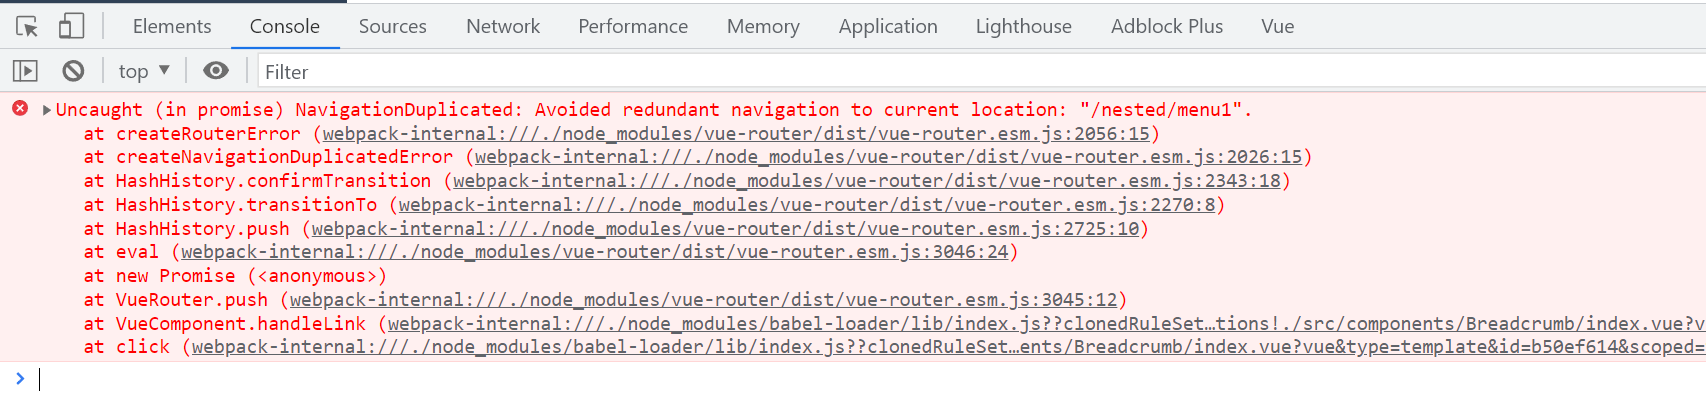 Elements Console Sources Network Performance Memory Application Lighthouse Adblock Plus Vue
top Filter
Uncaught (in promise) NavigationDuplicated: Avoided redundant navigation to current location: "/nested/menu1".
at createRouterError (webpack-internal:///./node_modules/vue-router/dist/vue-router.esm.js:2056:15)
at createNavigationDuplicatedError (webpack-internal:///./node_modules/vue-router/dist/vue-router.esm.js:2026:15)
at HashHistory.confirmTransition (webpack-internal:///./node_modules/vue-router/dist/vue-router.esm.js:2343:18)
at HashHistory.transitionTo (webpack-internal:///./node_modules/vue-router/dist/vue-router.esm.js:2270:8)
at HashHistory.push (webpack-internal:///./node_modules/vue-router/dist/vue-router.esm.js:2725:10)
at eval (webpack-internal:///./node_modules/vue-router/dist/vue-router.esm.js:3046:24)
at new Promise (<anonymous>)
at VueRouter.push (webpack-internal:///./node_modules/vue-router/dist/vue-router.esm.js:3045:12)
at VueComponent.handleLink (webpack-internal:///./node_modules/babel-loader/lib/index.js??clonedRuleSet…tions!./src/components/Breadcrumb/index.vue?v
at click (webpack-internal:///./node_modules/babel-loader/lib/index.js??clonedRuleSet…ents/Breadcrumb/index.vue?vue&type=template&id=b50ef614&scoped=